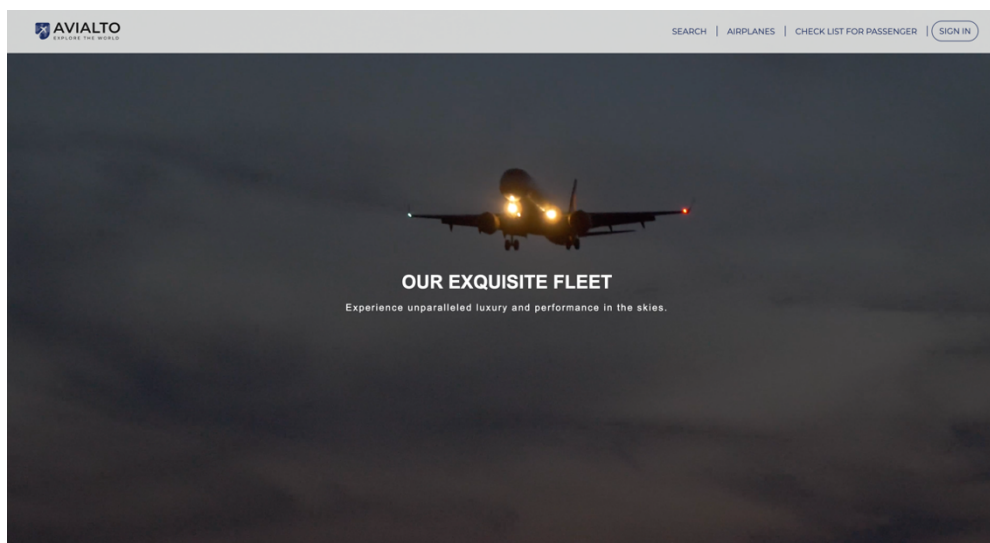 AVIALTO
EXPLORE THE WORLD
SEARCH | AIRPLANES | CHECK LIST FOR PASSENGER | SIGN IN
OUR EXQUISITE FLEET
Experience unparalleled luxury and performance in the skies.